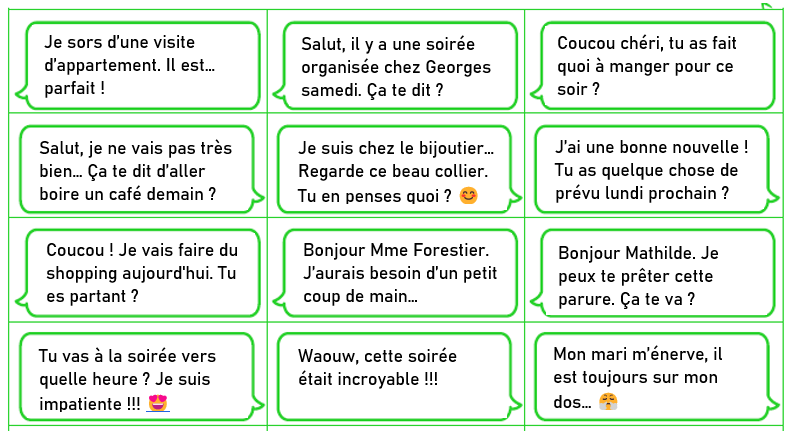 Je sors d'une visite
d'appartement. Il est…
parfait !
Salut, il y a une soirée
organisée chez Georges
samedi. Ça te dit ?
Coucou chéri, tu as fait
quoi à manger pour ce
soir ?
Salut, je ne vais pas très
bien… Ça te dit d'aller
boire un café demain ?
Je suis chez le bijoutier…
Regarde ce beau collier.
Tu en penses quoi ? 😊
J'ai une bonne nouvelle !
Tu as quelque chose de
prévu lundi prochain ?
Coucou ! Je vais faire du
shopping aujourd'hui. Tu
es partant ?
Bonjour Mme Forestier.
J'aurais besoin d'un petit
coup de main…
Bonjour Mathilde. Je
peux te prêter cette
parure. Ça te va ?
Tu vas à la soirée vers
quelle heure ? Je suis
impatiente !!! 😍
Waouw, cette soirée
était incroyable !!!
Mon mari m'énerve, il
est toujours sur mon
dos… 😤